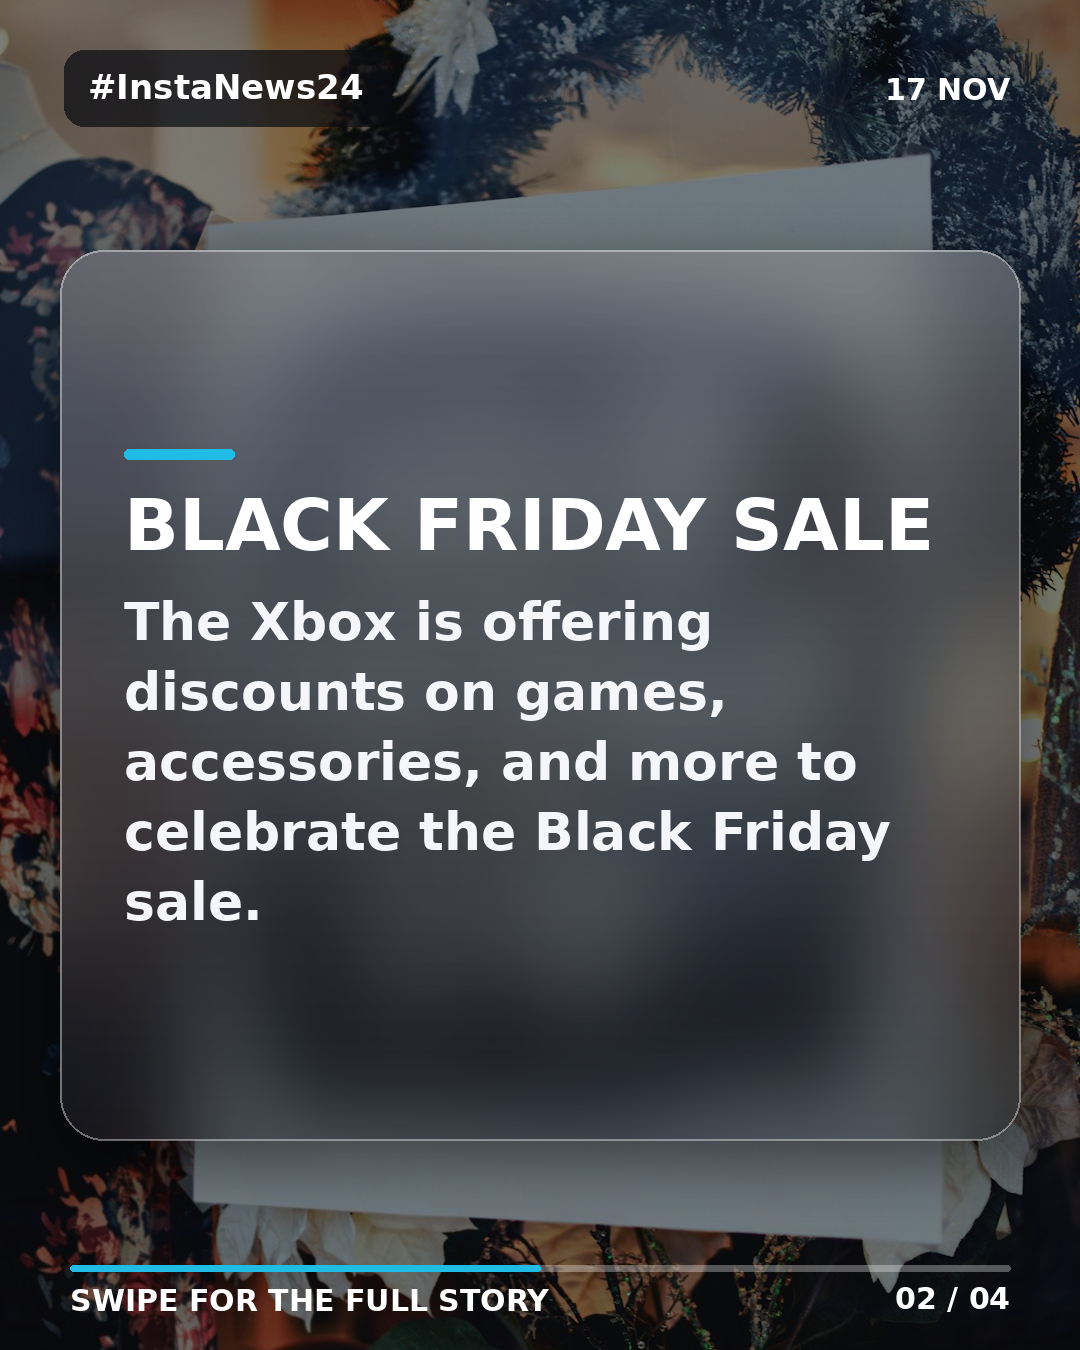 #InstaNews24
17 NOV
BLACK FRIDAY SALE
The Xbox is offering
discounts on games,
accessories, and more to
celebrate the Black Friday
sale.
SWIPE FOR THE FULL STORY
02 / 04